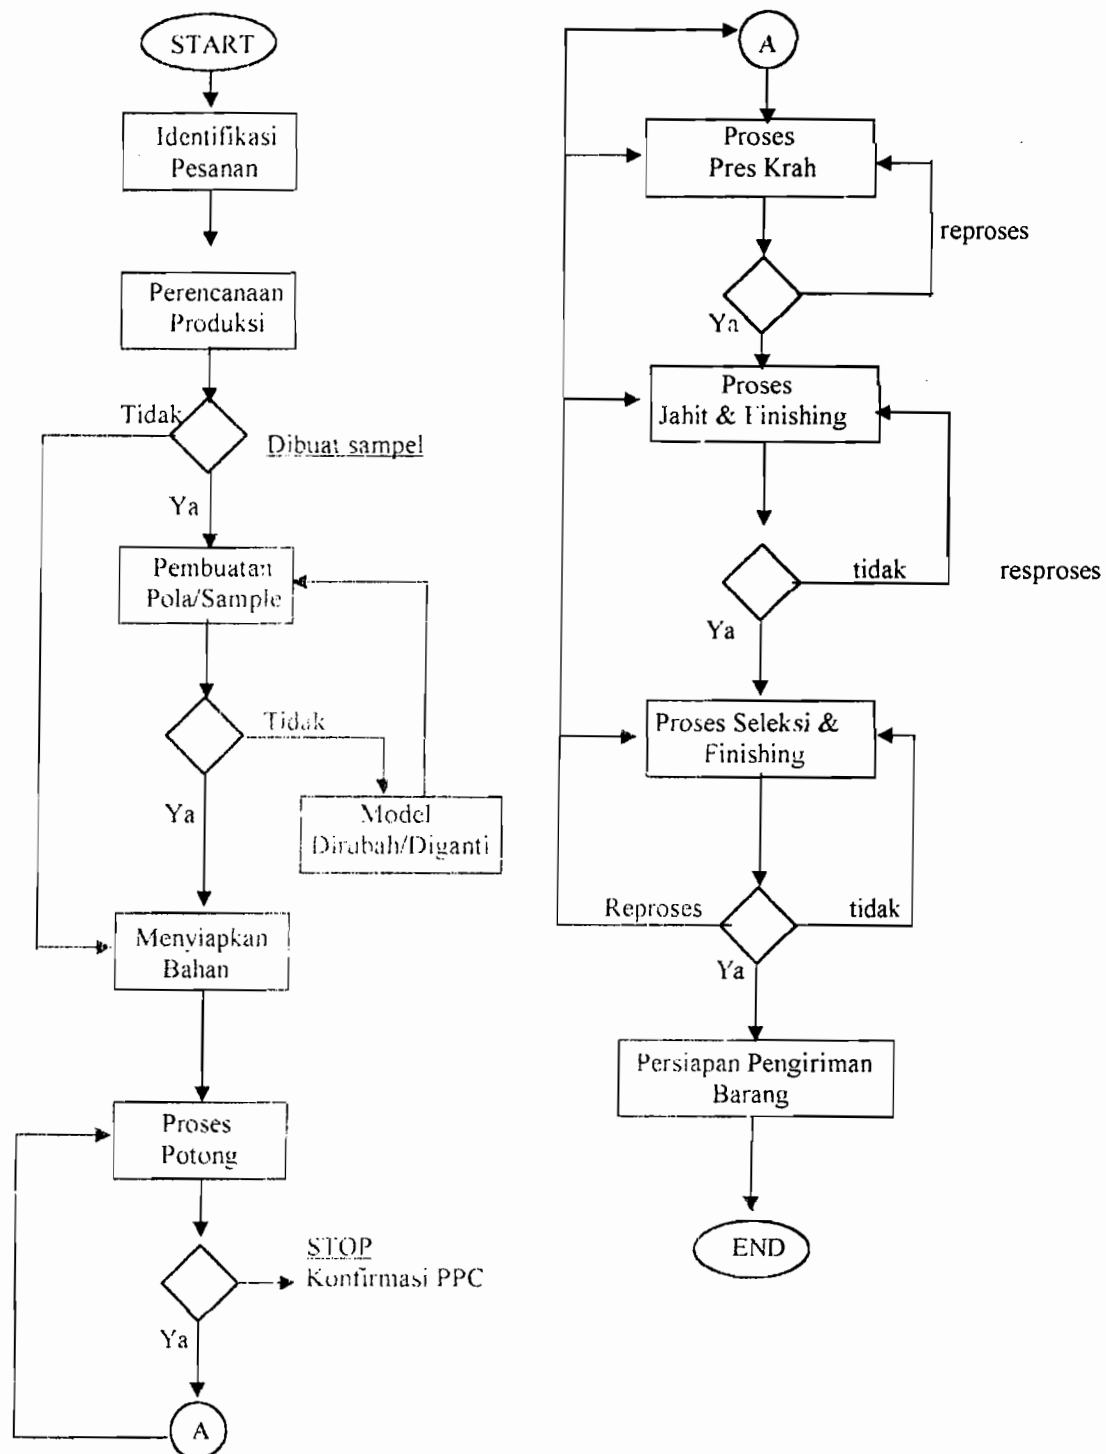 START
Identifikasi
Pesanan
Perencanaan
Produksi
Tidak
Dibuat sampel
Ya
Pembuatan
Pola/Sample
Tidak
Ya
Model
Dirubah/Diganti
Menyiapkan
Bahan
Proses
Potong
STOP
Konfirmasi PPC
Ya
A
A
Proses
Pres Krah
reproses
Ya
Proses
Jahit & Finishing
tidak
resproses
Ya
Proses Seleksi &
Finishing
Reproses
tidak
Ya
Persiapan Pengiriman
Barang
END